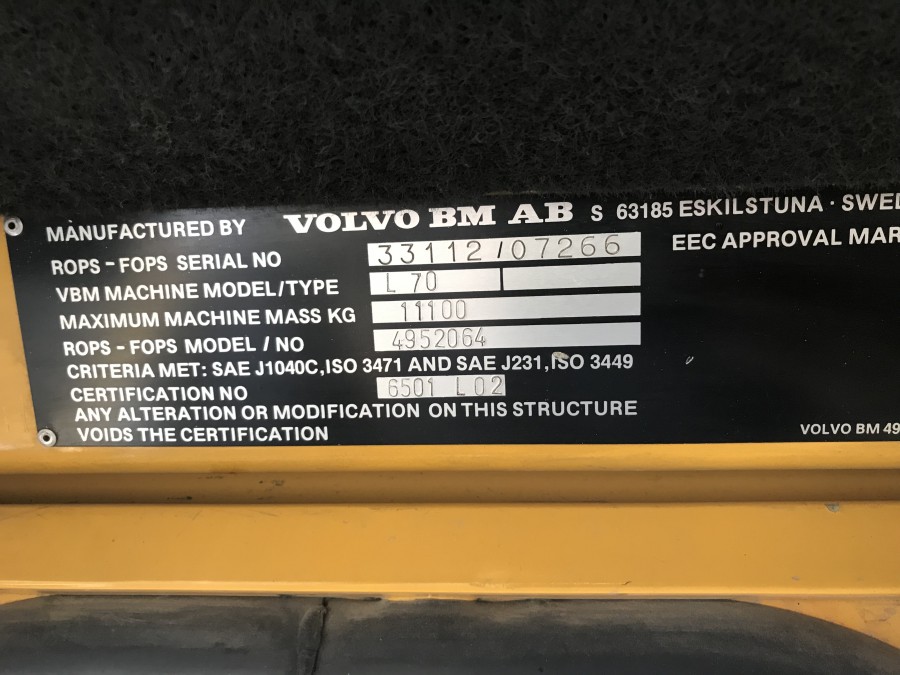 MANUFACTURED BY VOLVO BM AB S 63185 ESKILSTUNA · SWED
ROPS - FOPS SERIAL NO 33112/07266 EEC APPROVAL MAR
VBM MACHINE MODEL/TYPE L 70
MAXIMUM MACHINE MASS KG 11100
ROPS - FOPS MODEL / NO 4952064
CRITERIA MET: SAE J1040C, ISO 3471 AND SAE J231, ISO 3449
CERTIFICATION NO 6501 L02
ANY ALTERATION OR MODIFICATION ON THIS STRUCTURE
VOIDS THE CERTIFICATION
VOLVO BM 49